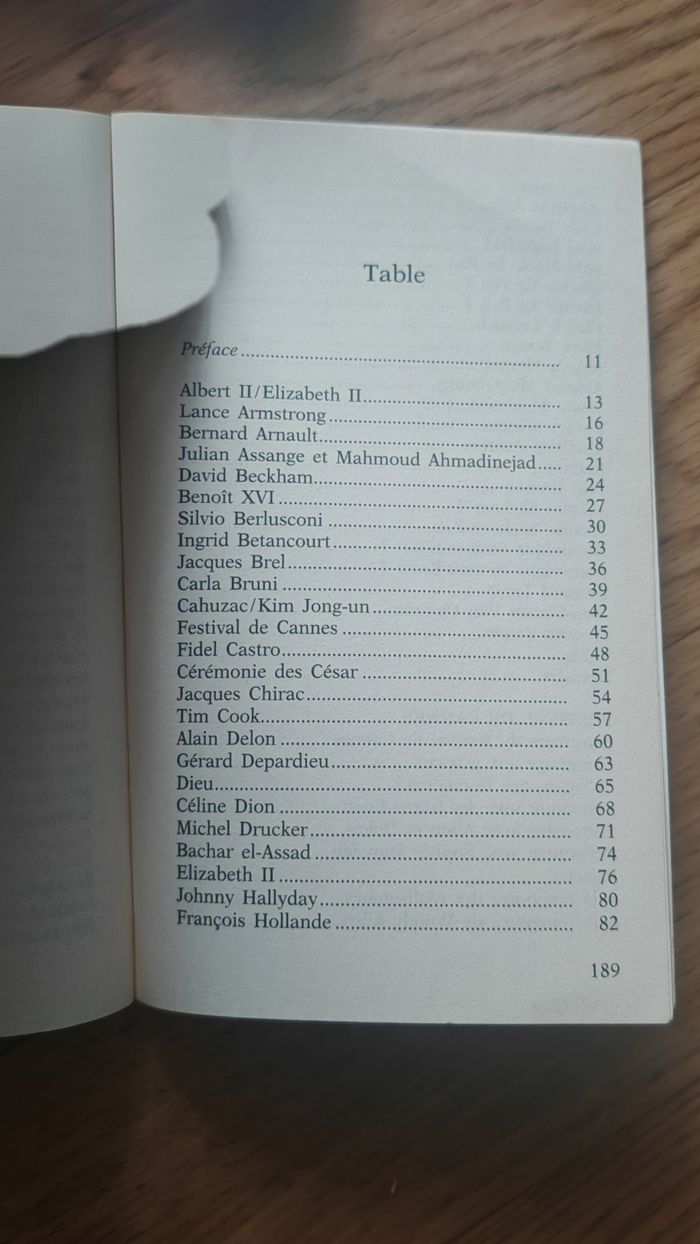 Table
Préface 11
Albert II/Elizabeth II 13
Lance Armstrong 16
Bernard Arnault 18
Julian Assange et Mahmoud Ahmadinejad 21
David Beckham 24
Benoît XVI 27
Silvio Berlusconi 30
Ingrid Betancourt 33
Jacques Brel 36
Carla Bruni 39
Cahuzac/Kim Jong-un 42
Festival de Cannes 45
Fidel Castro 48
Cérémonie des César 51
Jacques Chirac 54
Tim Cook 57
Alain Delon 60
Gérard Depardieu 63
Dieu 65
Céline Dion 68
Michel Drucker 71
Bachar el-Assad 74
Elizabeth II 76
Johnny Hallyday 80
François Hollande 82
189